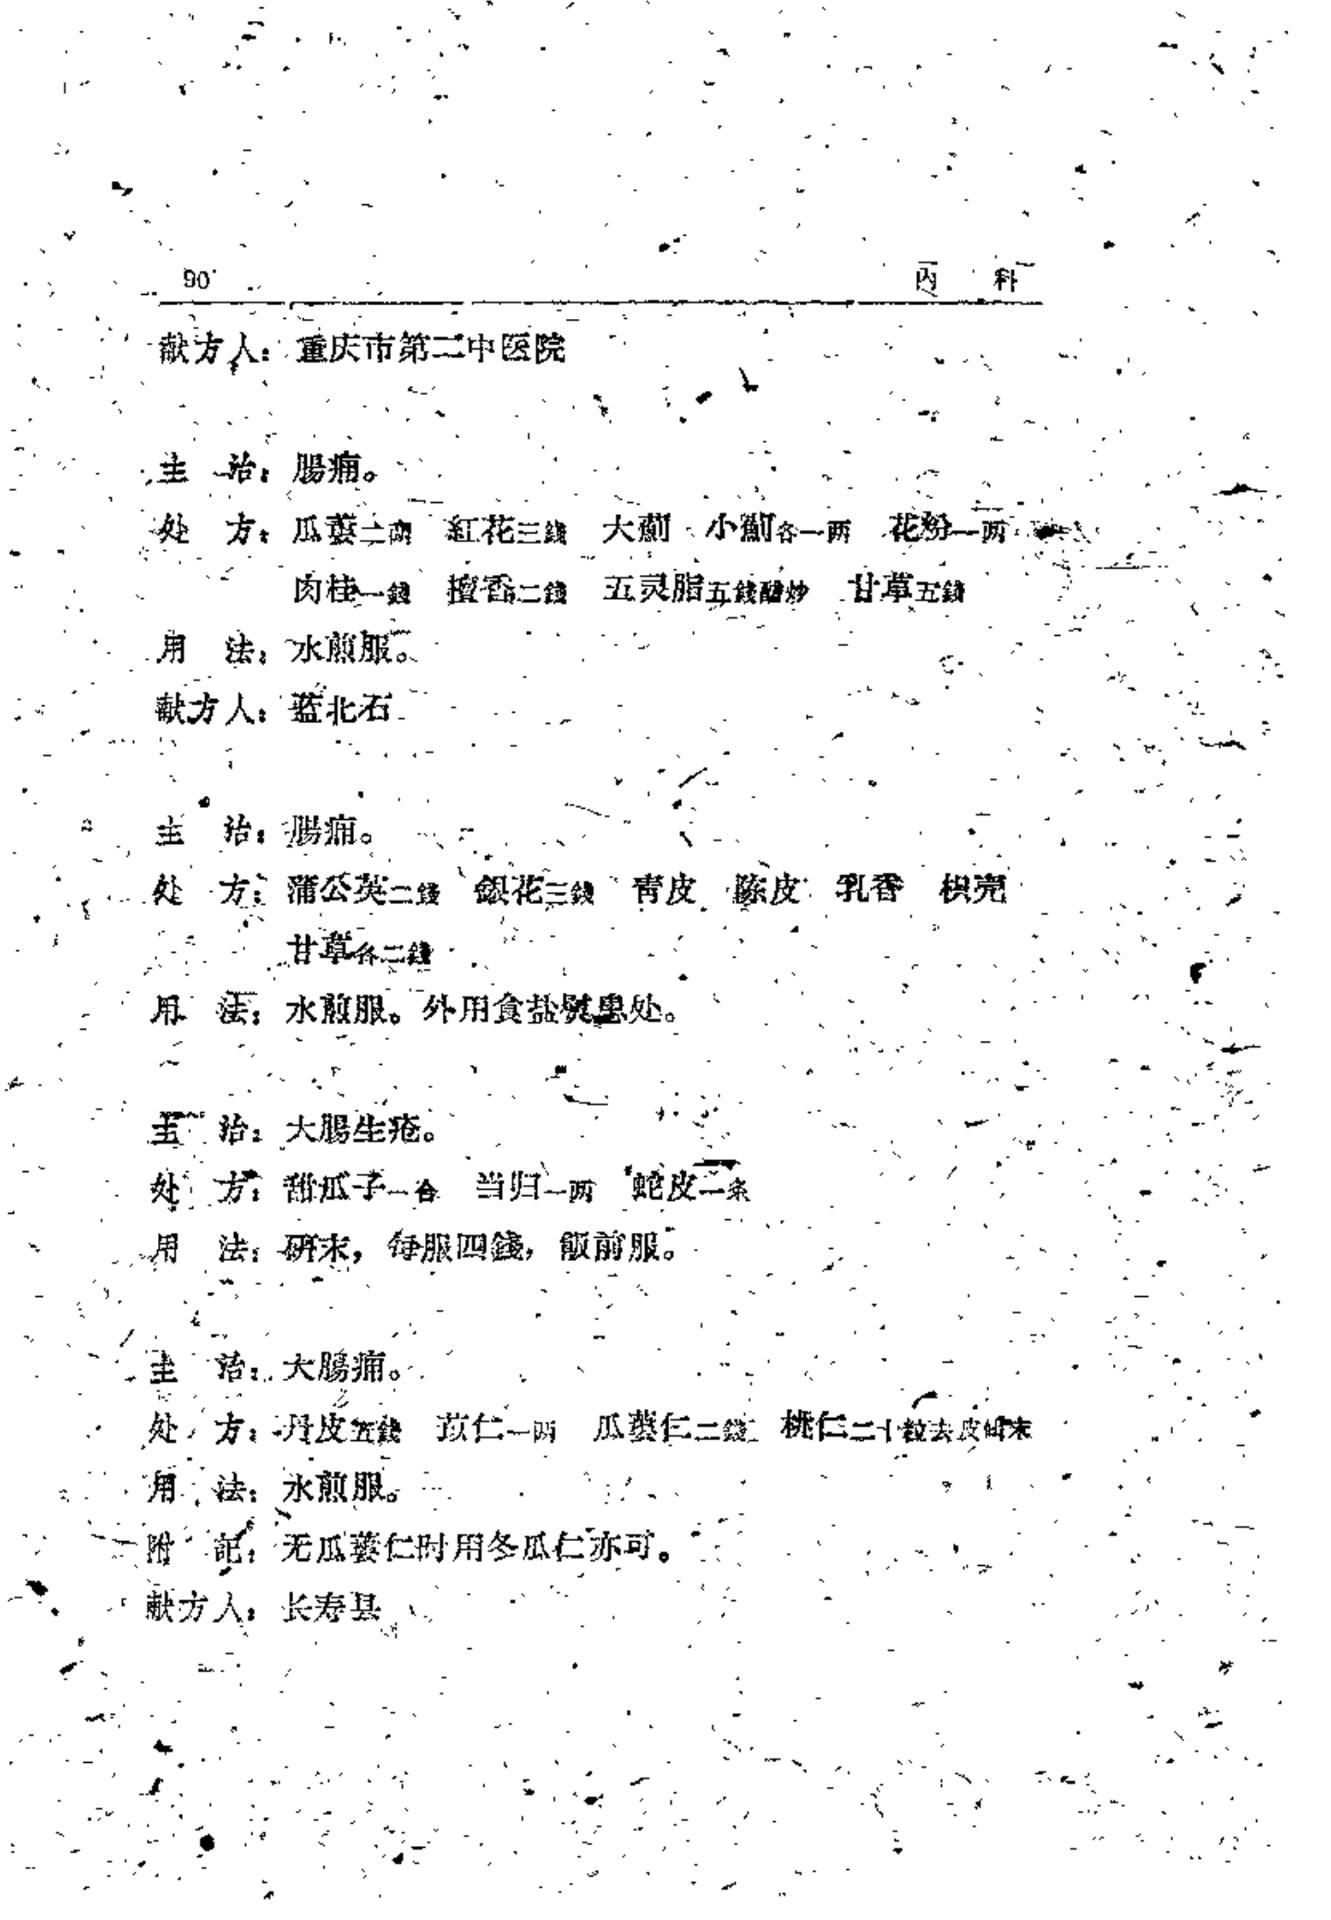 90 内 科
献方人：重庆市第二中医院
主 治：腸痈。
处 方：瓜蔞二两 紅花三錢 大薊 小薊各一两 花粉一两
肉桂一錢 檀香二錢 五灵脂五錢醋炒 甘草五錢
用 法：水煎服。
献方人：蓝北石
主 治：腸痈。
处 方：蒲公英二錢 銀花三錢 青皮 陈皮 乳香 枳壳
甘草各二錢
用 法：水煎服。外用食盐熨患处。
主 治：大腸生疮。
处 方：甜瓜子一合 当归一两 蛇皮一条
用 法：研末，每服四錢，飯前服。
主 治：大腸痈。
处 方：丹皮五錢 苡仁一两 瓜蔞仁二錢 桃仁二十粒去皮研末
用 法：水煎服。
附 記：无瓜蔞仁时用冬瓜仁亦可。
献方人：长寿县